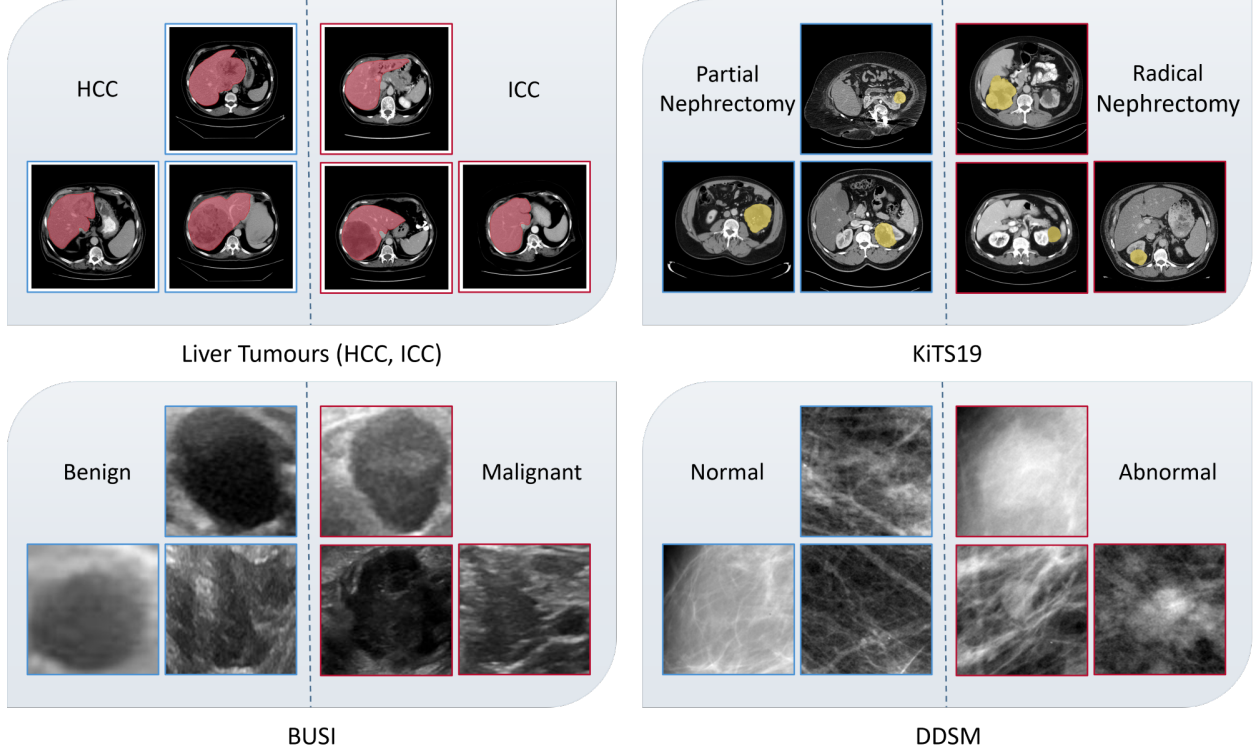 HCC
ICC
Liver Tumours (HCC, ICC)
Partial
Nephrectomy
Radical
Nephrectomy
KiTS19
Benign
Malignant
BUSI
Normal
Abnormal
DDSM